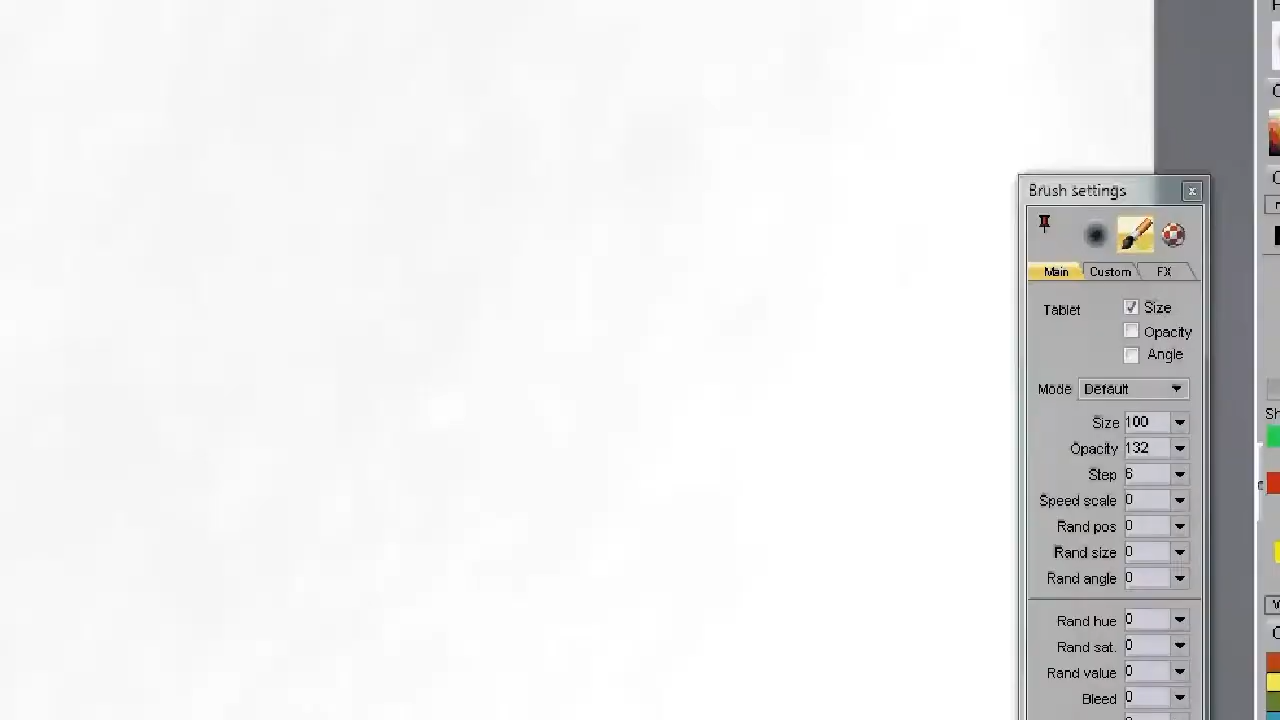 Brush settings
Main Custom FX
Tablet Size
Opacity
Angle
Mode Default
Size 100
Opacity 132
Step 6
Speed scale 0
Rand pos 0
Rand size 0
Rand angle 0
Rand hue 0
Rand sat. 0
Rand value 0
Bleed 0
Sh